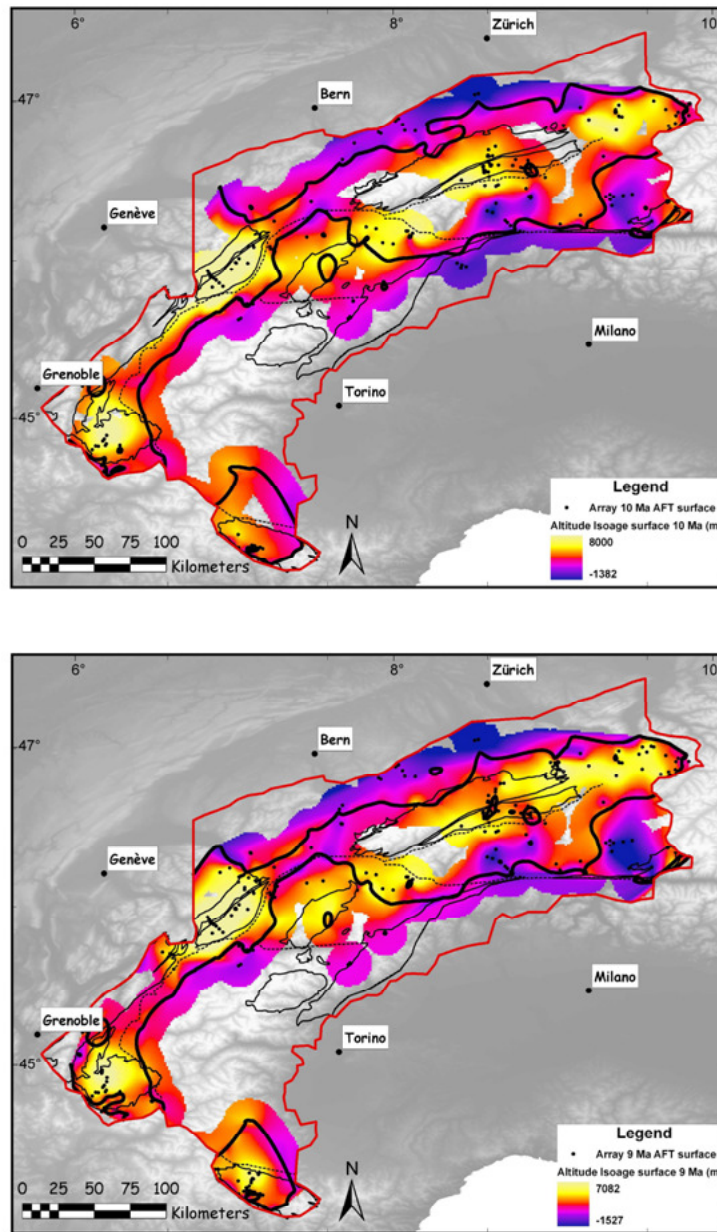 6° 8° 10
Zürich
47°
Bern
Genève
Milano
Grenoble
45°
Torino
N
0 25 50 75 100
Kilometers
Legend
Array 10 Ma AFT surface
Altitude Isoage surface 10 Ma (m
8000
-1382
6° 8° 10
Zürich
47°
Bern
Genève
Milano
Grenoble
45°
Torino
N
0 25 50 75 100
Kilometers
Legend
Array 9 Ma AFT surface
Altitude Isoage surface 9 Ma (m
7082
-1527